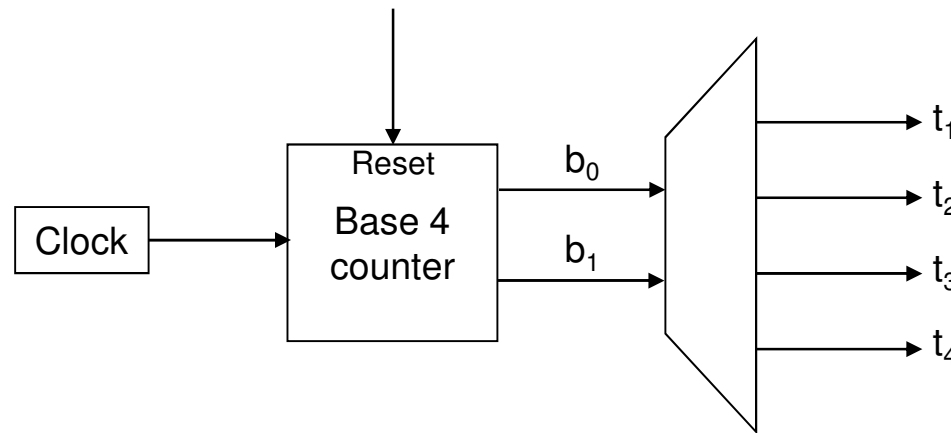 Reset
Base 4
counter
Clock
b₀
b₁
t₁
t₂
t₃
t₄